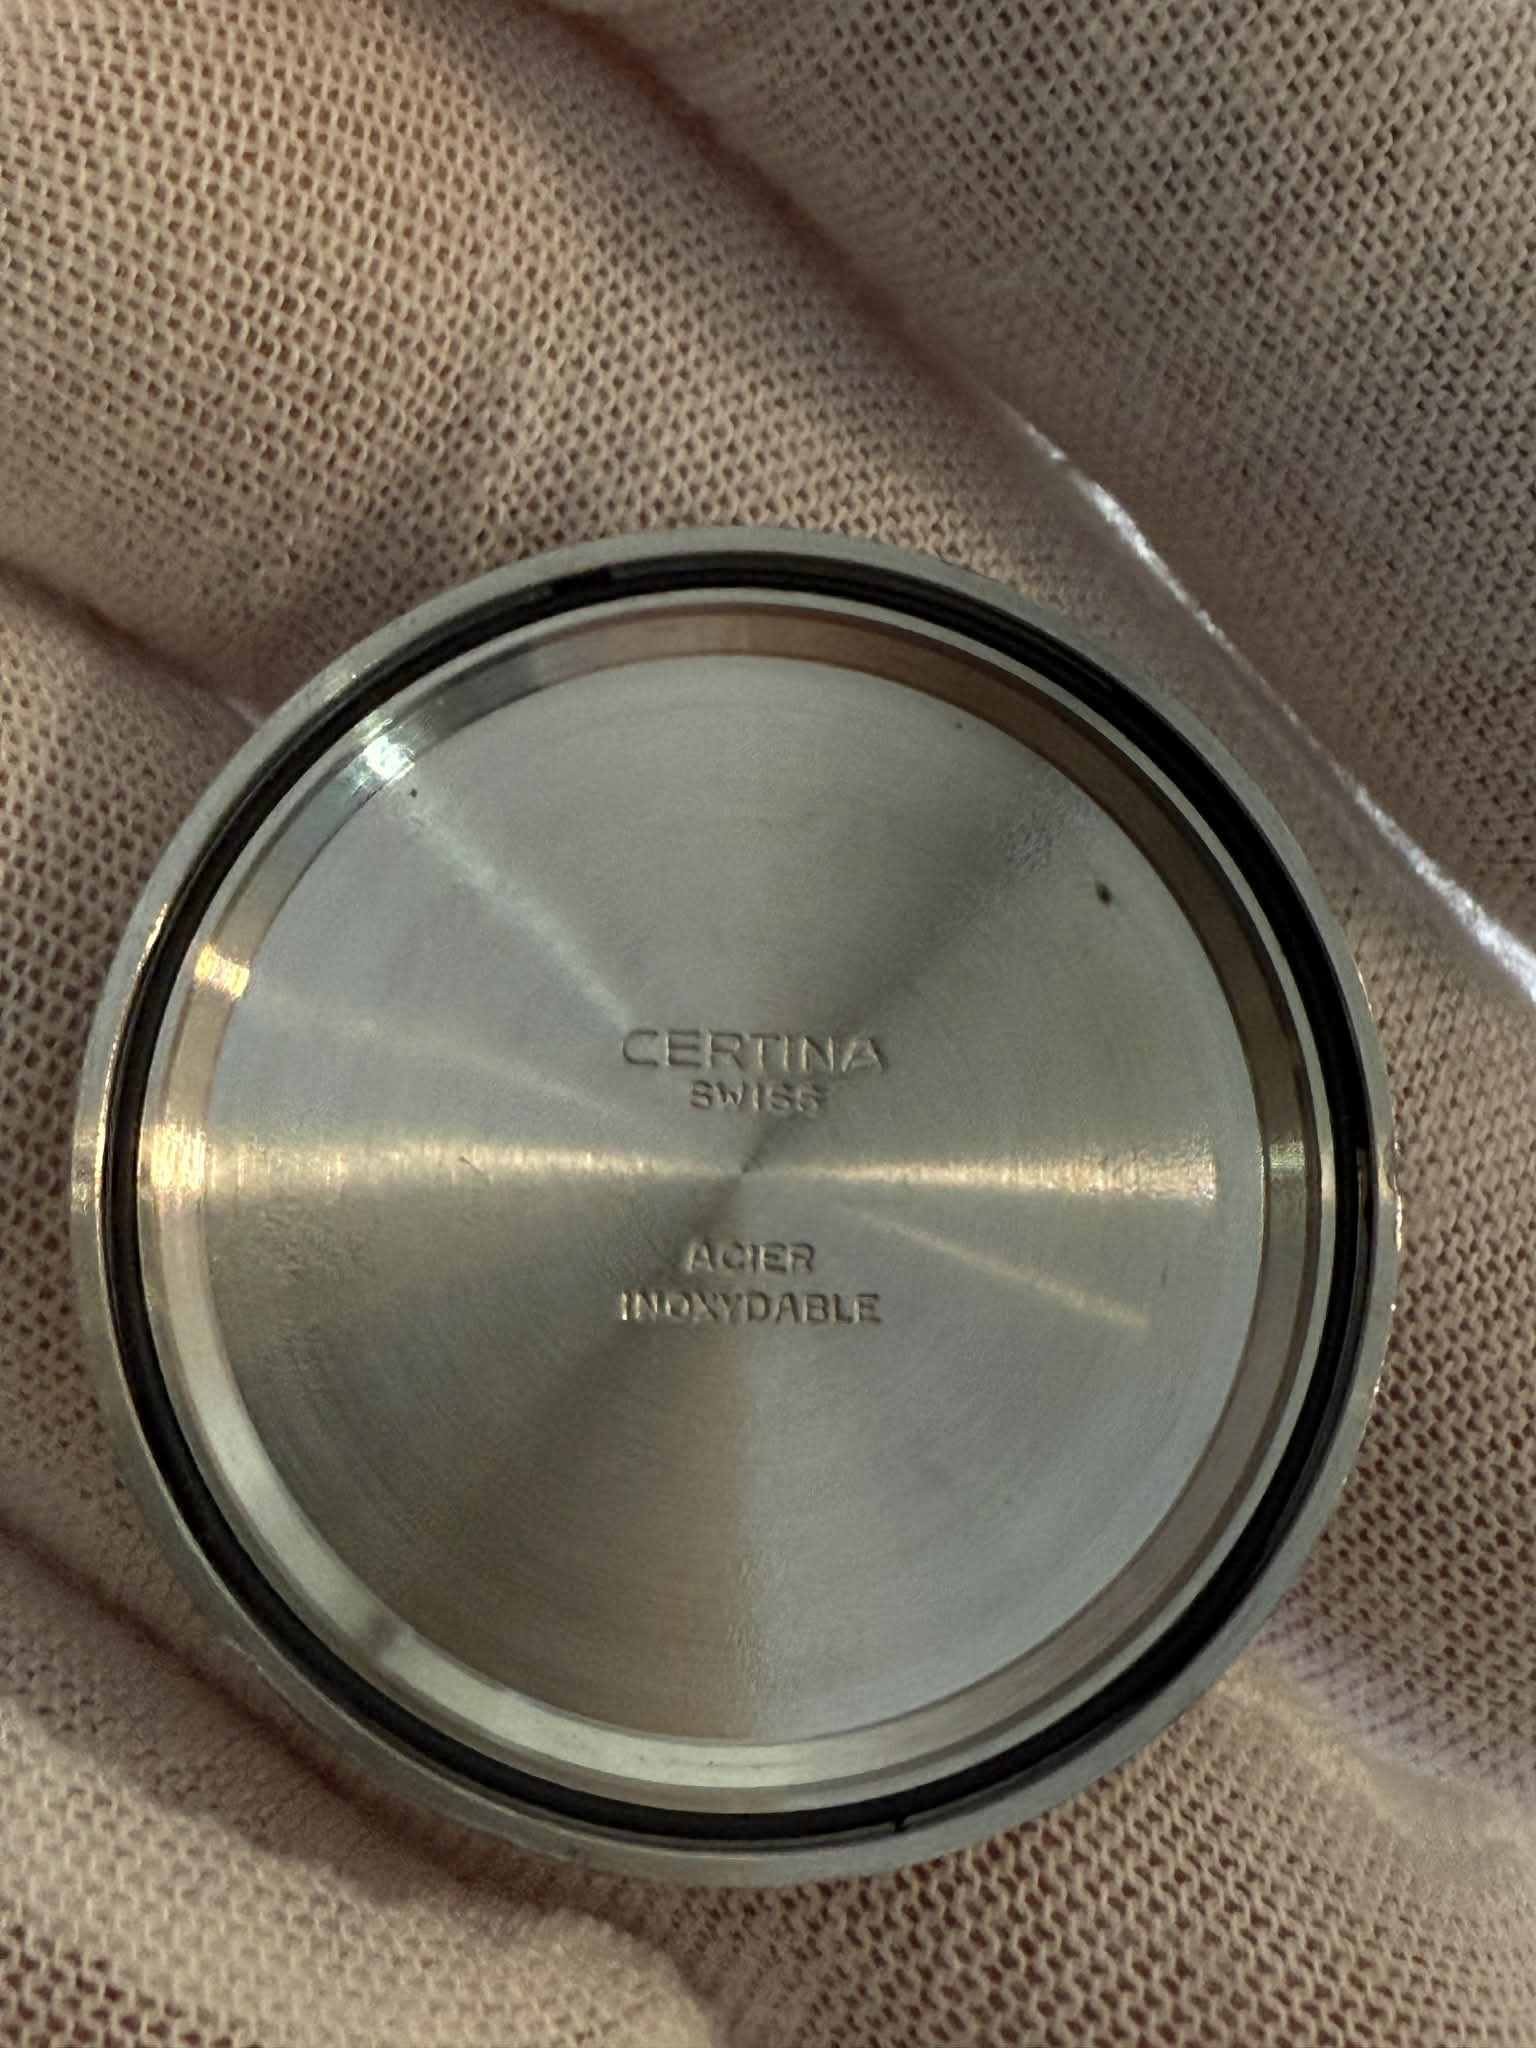 CERTINA
SWISS
ACIER
INOXYDABLE